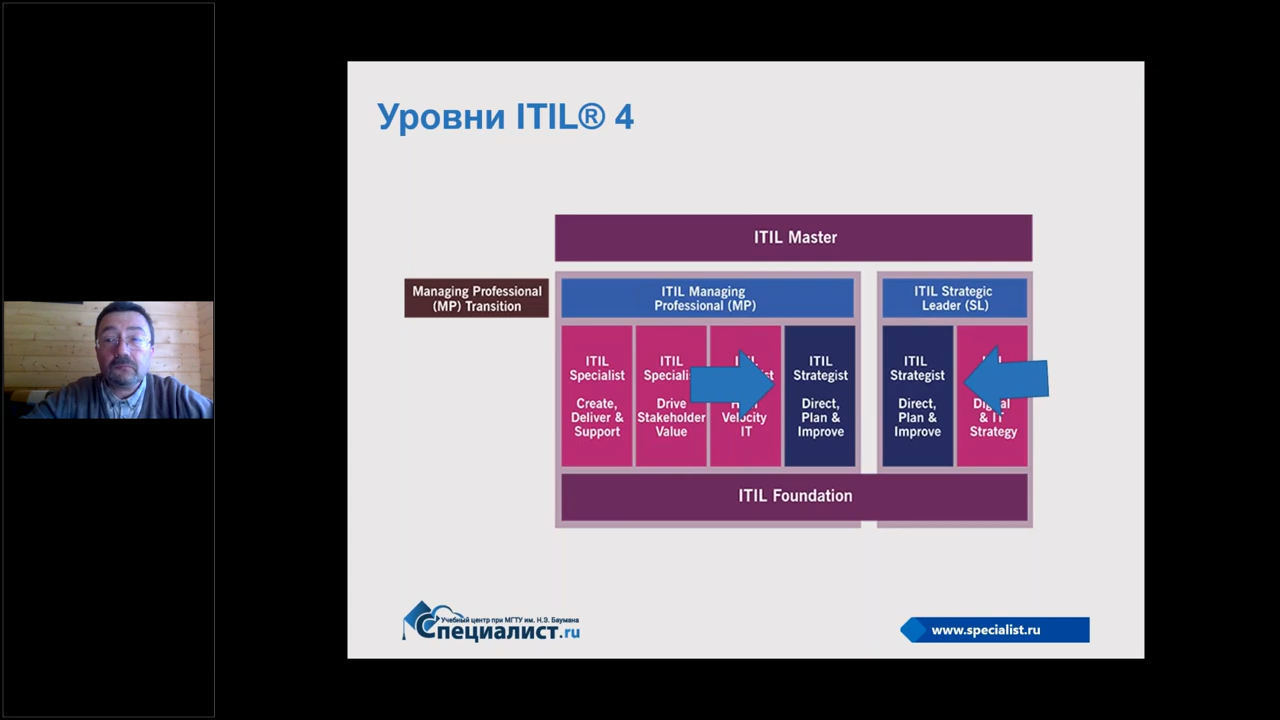 Уровни ITIL® 4
ITIL Master
Managing Professional
(MP) Transition
ITIL Managing
Professional (MP)
ITIL Strategic
Leader (SL)
ITIL
Specialist
Create,
Deliver &
Support
ITIL
Drive
Stakeholder
Value
Velocity
IT
ITIL
Strategist
Direct,
Plan &
Improve
ITIL
Strategist
Direct,
Plan &
Improve
Digital
& IT
Strategy
ITIL Foundation
Учебный центр при МГТУ им. Н.Э. Баумана
Специалист.ru
www.specialist.ru